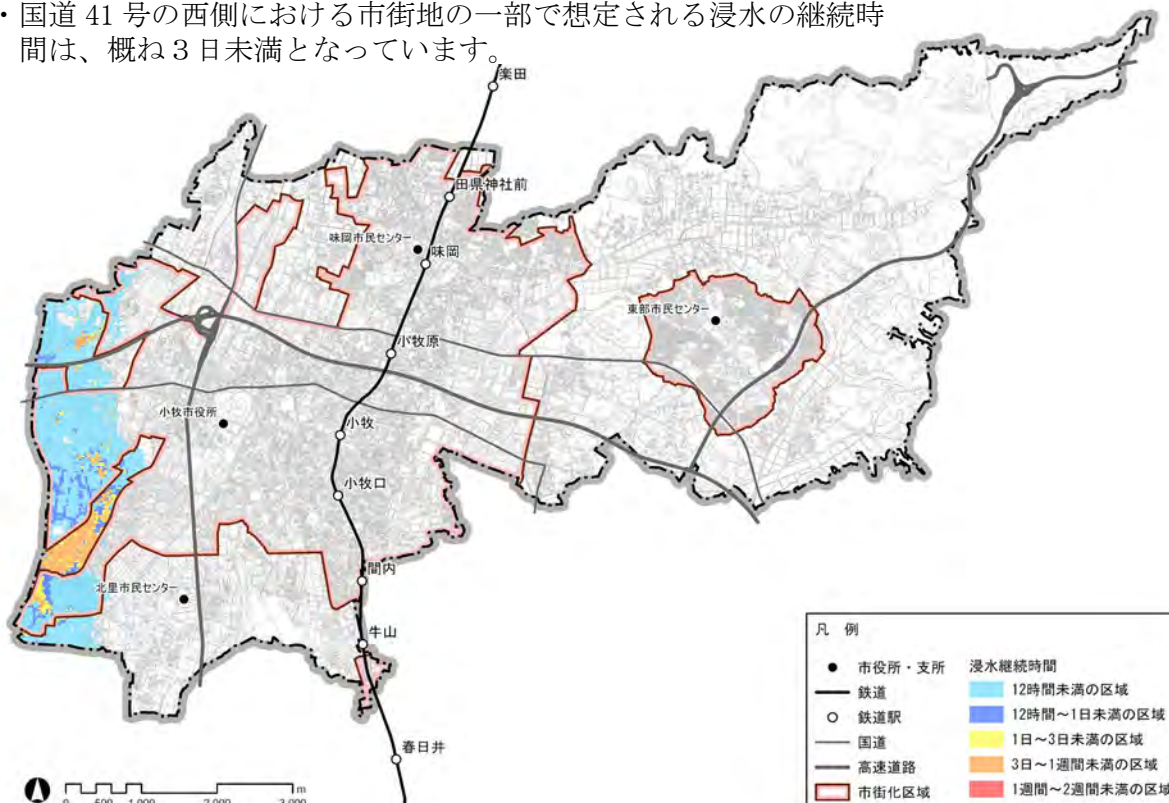 ・国道 41 号の西側における市街地の一部で想定される浸水の継続時
間は、概ね３日未満となっています。
楽田
田県神社前
味岡市民センター
味岡
東部市民センター
小牧原
小牧市役所
小牧
小牧口
間内
北里市民センター
牛山
春日井
凡 例
市役所・支所
鉄道
鉄道駅
国道
高速道路
市街化区域
浸水継続時間
12時間未満の区域
12時間～1日未満の区域
1日～3日未満の区域
3日～1週間未満の区域
1週間～2週間未満の区域
0 500 1,000 2,000 3,000 m